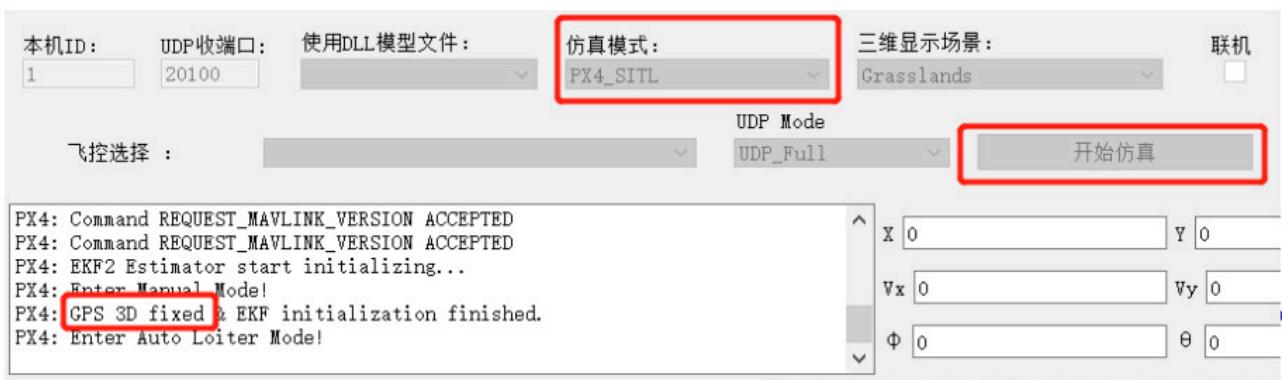 本机ID： UDP收端口： 使用DLL模型文件： 仿真模式： 三维显示场景： 联机
1 20100 PX4_SITL Grasslands
UDP Mode
飞控选择 ： UDP_Full 开始仿真
PX4: Command REQUEST_MAVLINK_VERSION ACCEPTED
PX4: Command REQUEST_MAVLINK_VERSION ACCEPTED
PX4: EKF2 Estimator start initializing...
PX4: Enter Manual Mode!
PX4: GPS 3D fixed & EKF initialization finished.
PX4: Enter Auto Loiter Mode!
X 0 Y 0
Vx 0 Vy 0
Φ 0 θ 0